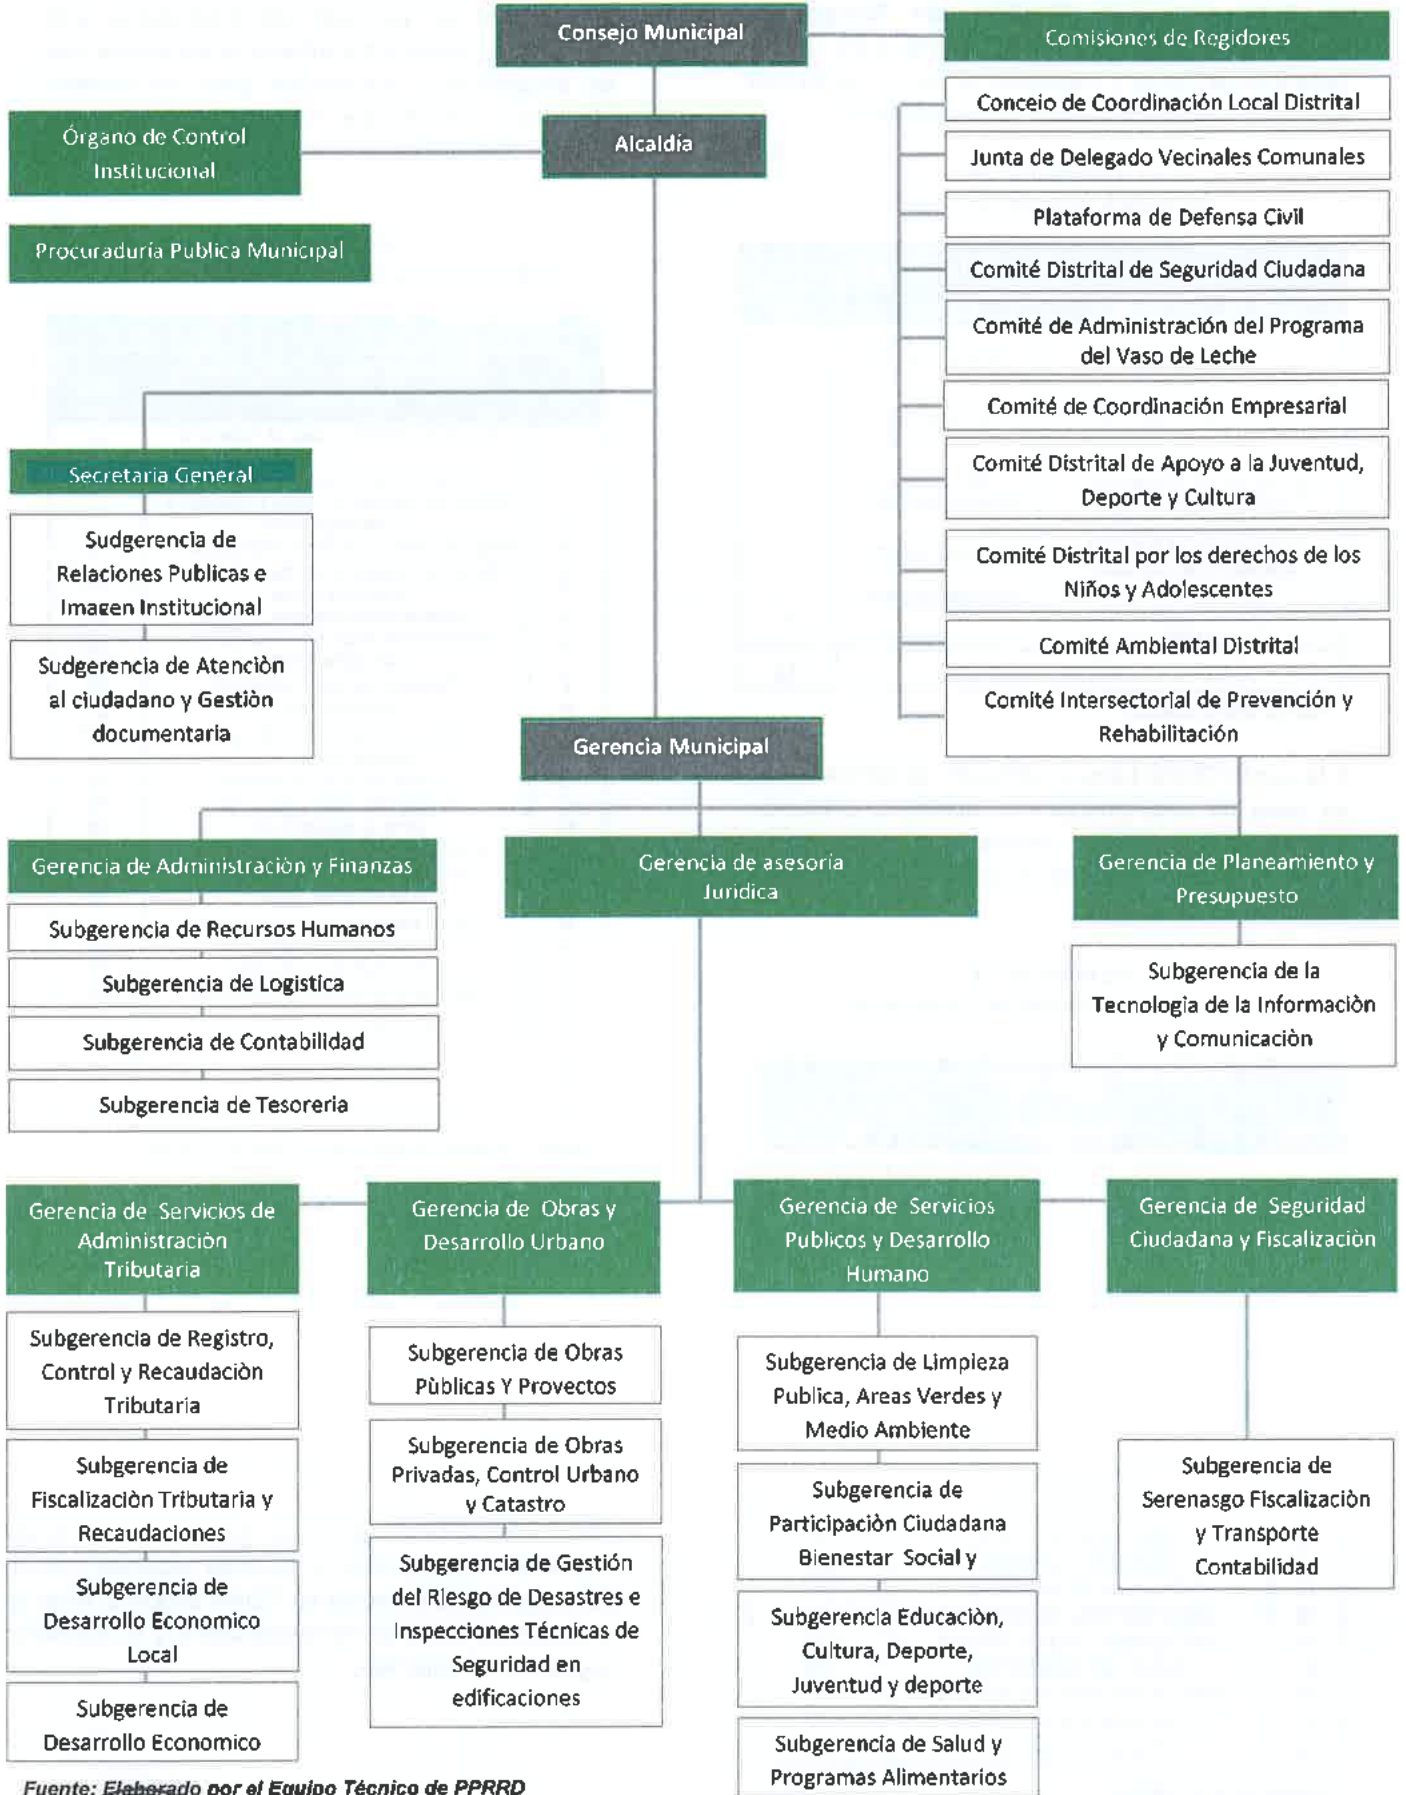 Consejo Municipal
Comisiones de Regidores
Conceio de Coordinación Local Distrital
Junta de Delegado Vecinales Comunales
Plataforma de Defensa Civil
Comité Distrital de Seguridad Ciudadana
Comité de Administración del Programa
del Vaso de Leche
Comité de Coordinación Empresarial
Comité Distrital de Apoyo a la Juventud,
Deporte y Cultura
Comité Distrital por los derechos de los
Niños y Adolescentes
Comité Ambiental Distrital
Comité Intersectorial de Prevención y
Rehabilitación
Alcaldía
Órgano de Control
Institucional
Procuraduría Publica Municipal
Secretaria General
Sudgerencia de
Relaciones Publicas e
Imagen Institucional
Sudgerencia de Atenciòn
al ciudadano y Gestiòn
documentaria
Gerencia Municipal
Gerencia de Administraciòn y Finanzas
Subgerencia de Recursos Humanos
Subgerencia de Logistica
Subgerencia de Contabilidad
Subgerencia de Tesoreria
Gerencia de asesoría
Juridica
Gerencia de Planeamiento y
Presupuesto
Subgerencia de la
Tecnologia de la Informaciòn
y Comunicaciòn
Gerencia de Servicios de
Administraciòn
Tributaria
Subgerencia de Registro,
Control y Recaudaciòn
Tributaria
Subgerencia de
Fiscalizaciòn Tributaria y
Recaudaciones
Subgerencia de
Desarrollo Economico
Local
Subgerencia de
Desarrollo Economico
Gerencia de Obras y
Desarrollo Urbano
Subgerencia de Obras
Pùblicas Y Provectos
Subgerencia de Obras
Privadas, Control Urbano
y Catastro
Subgerencia de Gestión
del Riesgo de Desastres e
Inspecciones Técnicas de
Seguridad en
edificaciones
Gerencia de Servicios
Publicos y Desarrollo
Humano
Subgerencia de Limpieza
Publica, Areas Verdes y
Medio Ambiente
Subgerencia de
Participaciòn Ciudadana
Bienestar Social y
Subgerencia Educaciòn,
Cultura, Deporte,
Juventud y deporte
Subgerencia de Salud y
Programas Alimentarios
Gerencia de Seguridad
Ciudadana y Fiscalizaciòn
Subgerencia de
Serenasgo Fiscalizaciòn
y Transporte
Contabilidad
Fuente: Elaborado por el Equipo Técnico de PPRRD